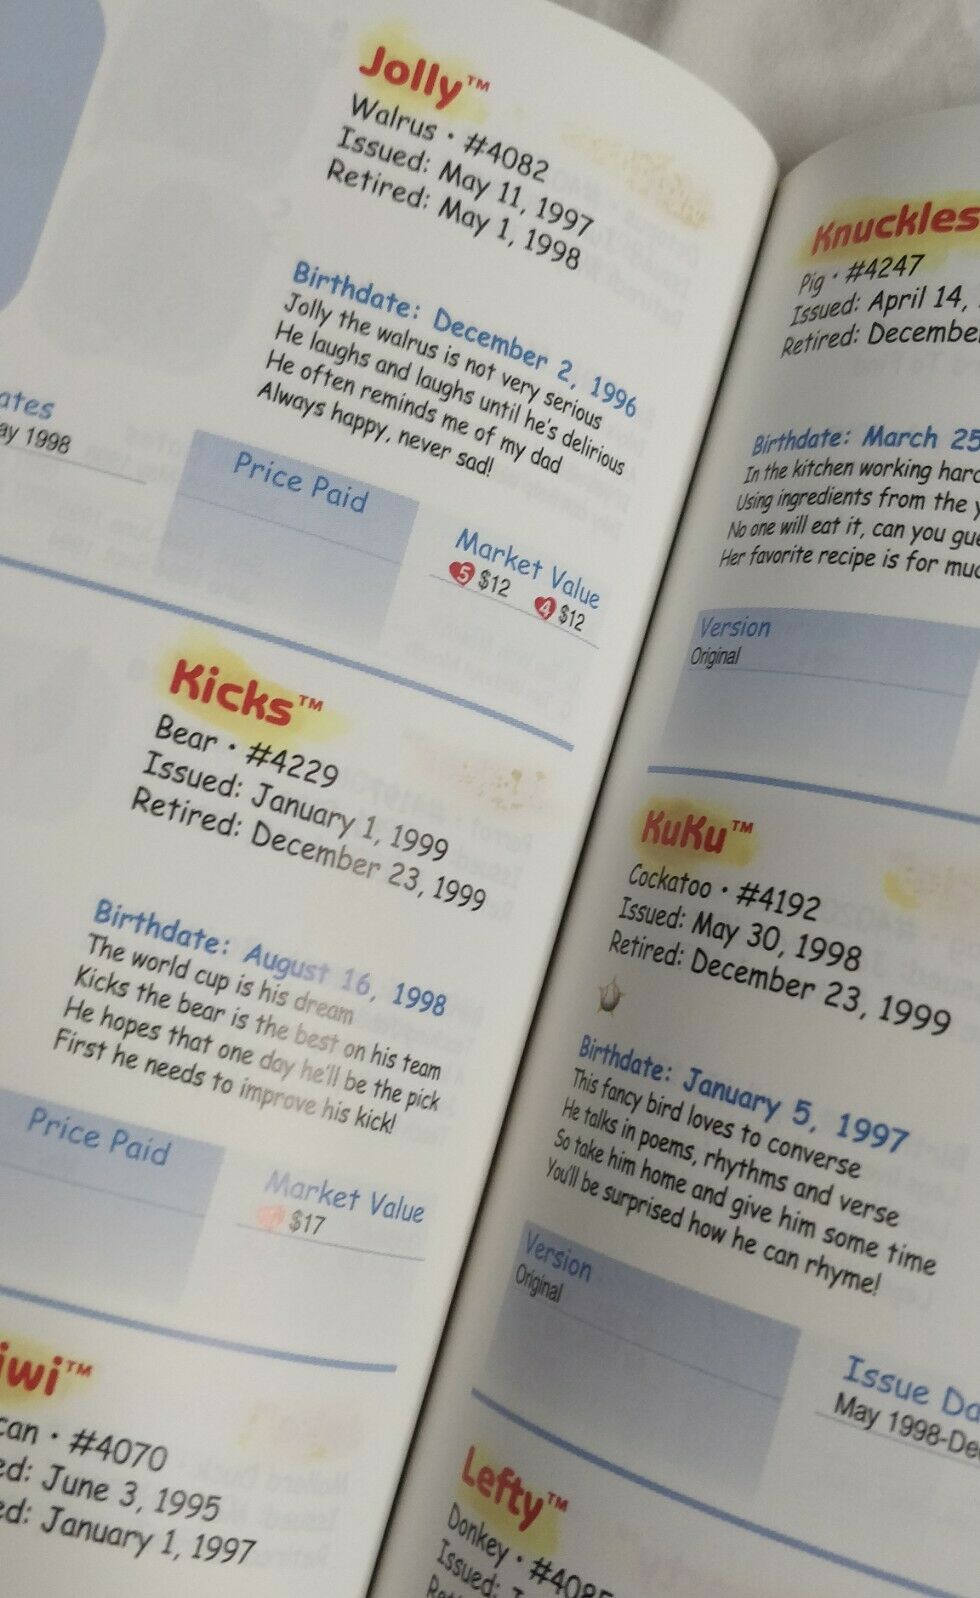 Jolly™
Walrus • #4082
Issued: May 11, 1997
Retired: May 1, 1998
Birthdate: December 2, 1996
Jolly the walrus is not very serious
He laughs and laughs until he's delirious
He often reminds me of my dad
Always happy, never sad!
ates
ay 1998
Price Paid
Market Value
5 $12 4 $12
Kicks™
Bear • #4229
Issued: January 1, 1999
Retired: December 23, 1999
Birthdate: August 16, 1998
The world cup is his dream
Kicks the bear is the best on his team
He hopes that one day he'll be the pick
First he needs to improve his kick!
Price Paid
Market Value
$17
iwi™
can • #4070
ed: June 3, 1995
ed: January 1, 1997
Knuckles
Pig • #4247
Issued: April 14,
Retired: December
Birthdate: March 25
In the kitchen working hard
Using ingredients from the y
No one will eat it, can you gue
Her favorite recipe is for muc
Version
Original
KuKu™
Cockatoo • #4192
Issued: May 30, 1998
Retired: December 23, 1999
Birthdate: January 5, 1997
This fancy bird loves to converse
He talks in poems, rhythms and verse
So take him home and give him some time
You'll be surprised how he can rhyme!
Version
Original
Issue Da
May 1998-De
Lefty™
Donkey • #4085
Issued: